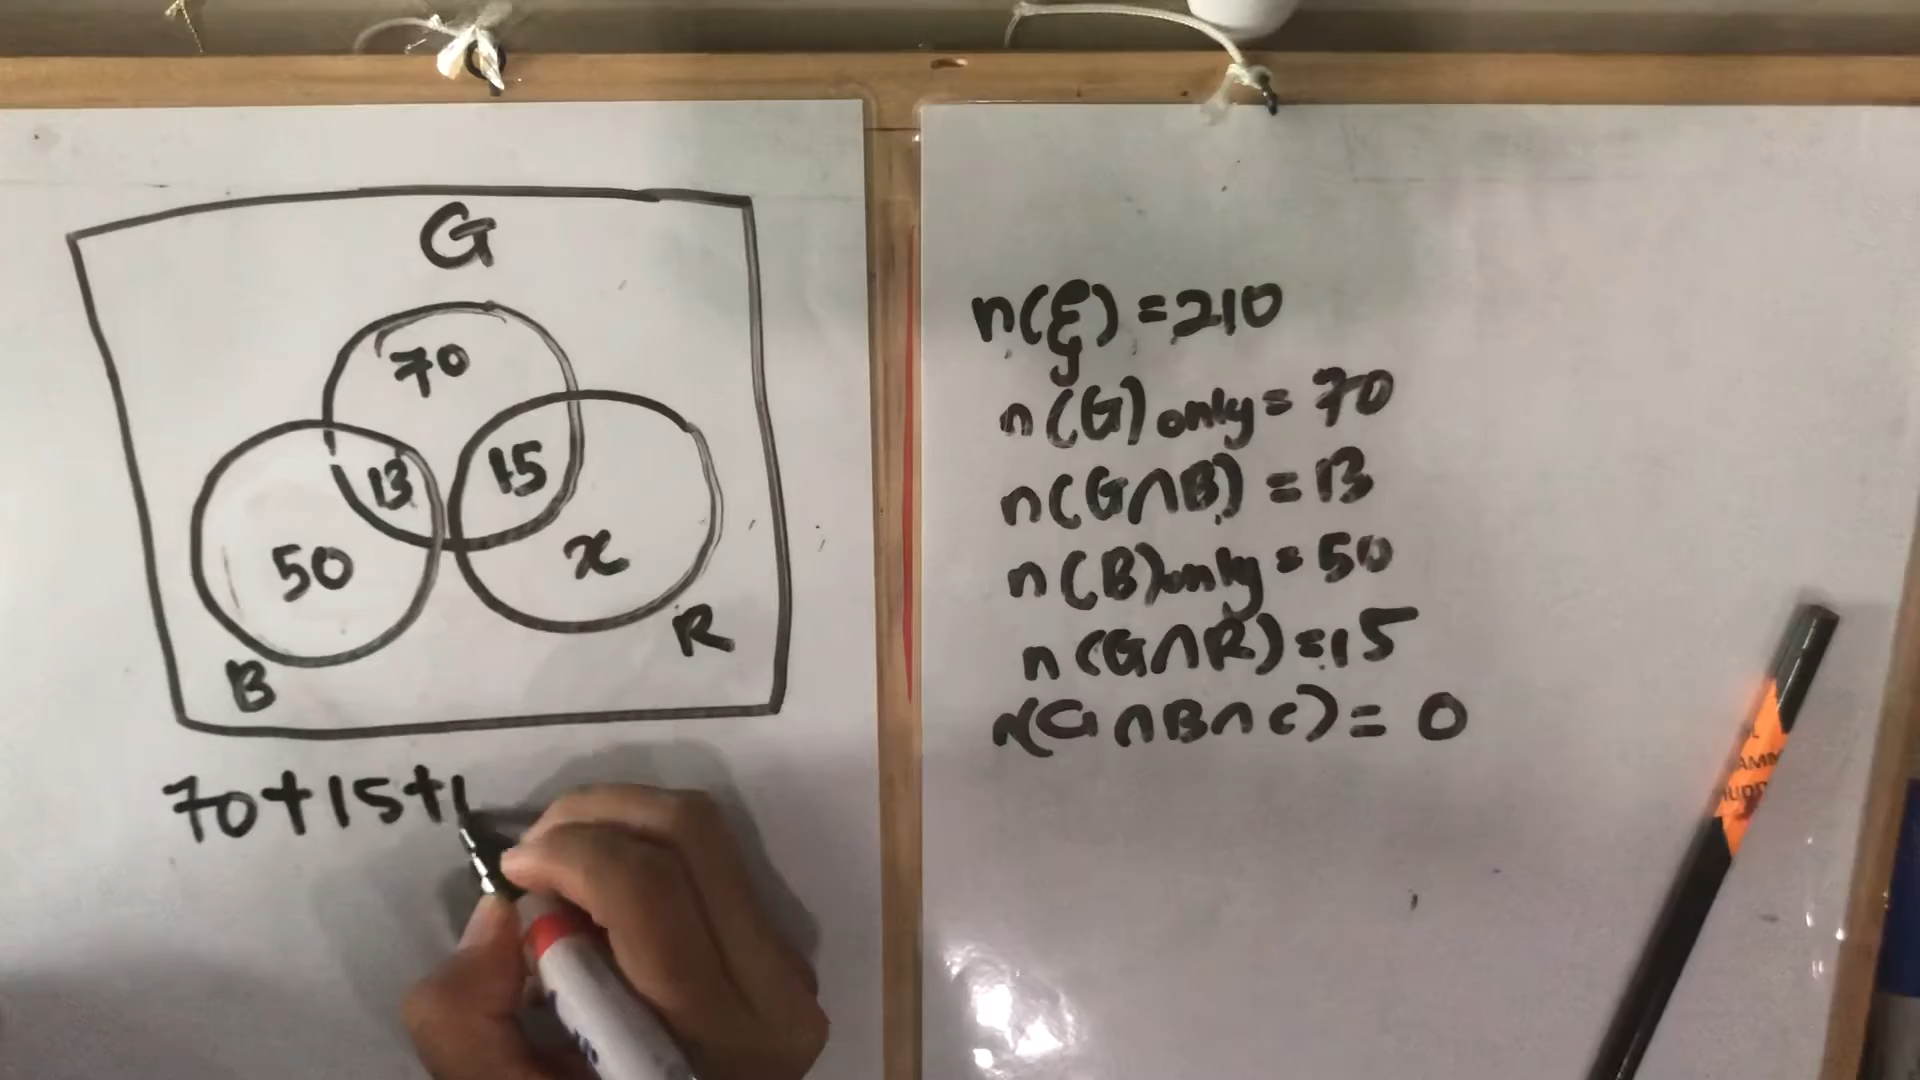 G
70
13
15
50
x
B
R
70+15+1
n(ξ)=210
n(G) only = 70
n(G∩B) = 13
n(B) only = 50
n(G∩R)=15
n(G∩B∩C) = 0